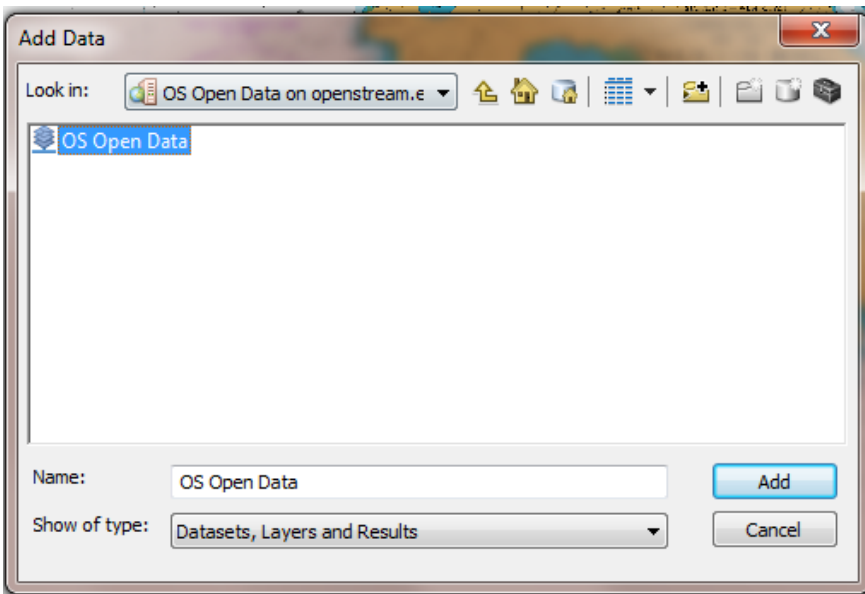 Add Data
Look in: OS Open Data on openstream.e
OS Open Data
Name: OS Open Data
Add
Show of type: Datasets, Layers and Results
Cancel